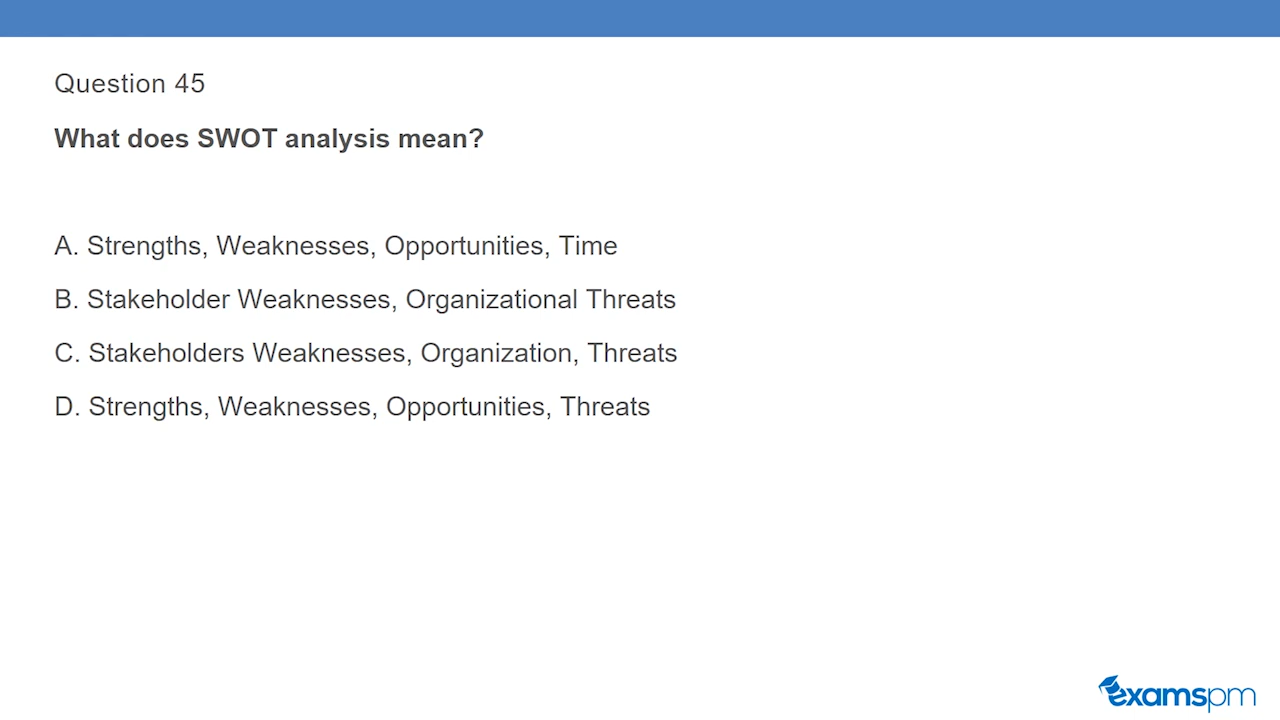 Question 45
What does SWOT analysis mean?
A. Strengths, Weaknesses, Opportunities, Time
B. Stakeholder Weaknesses, Organizational Threats
C. Stakeholders Weaknesses, Organization, Threats
D. Strengths, Weaknesses, Opportunities, Threats
examspm